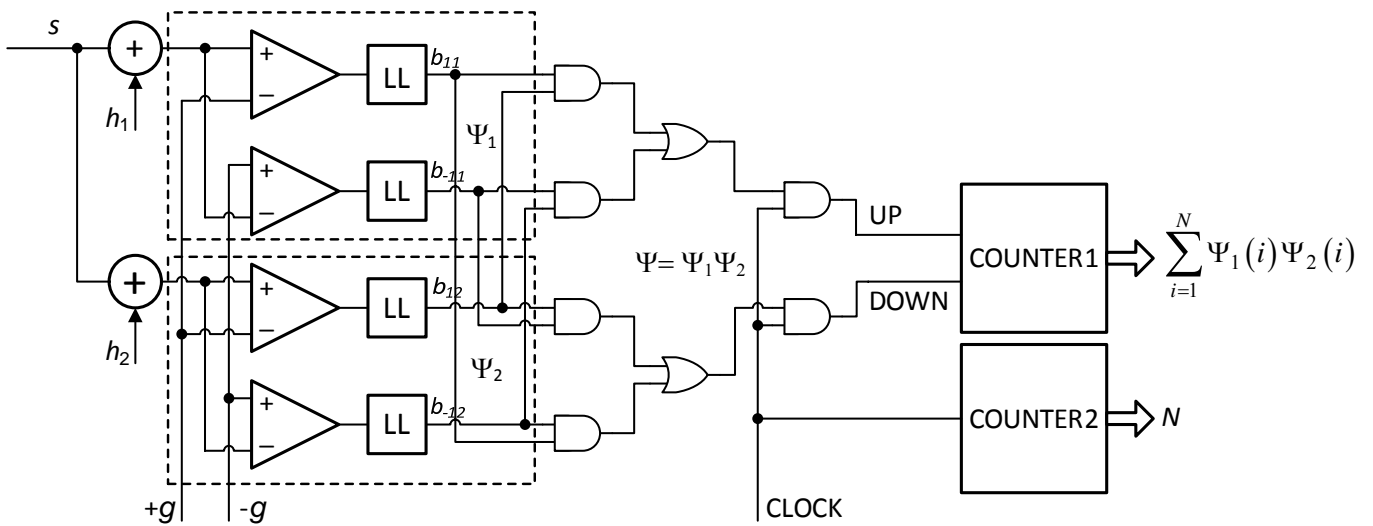 s
+
h₁
+
−
LL
b₁₁
Ψ₁
+
−
LL
b₋₁₁
UP
COUNTER1
∑ᵢ₌₁ᴺ Ψ₁(i)Ψ₂(i)
Ψ= Ψ₁Ψ₂
+
h₂
+
−
LL
b₁₂
DOWN
Ψ₂
+
−
LL
b₋₁₂
COUNTER2
N
+g
-g
CLOCK